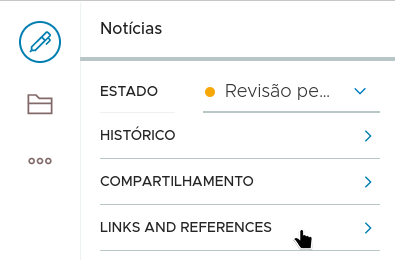 Notícias
ESTADO
Revisão pe...
HISTÓRICO
COMPARTILHAMENTO
LINKS AND REFERENCES